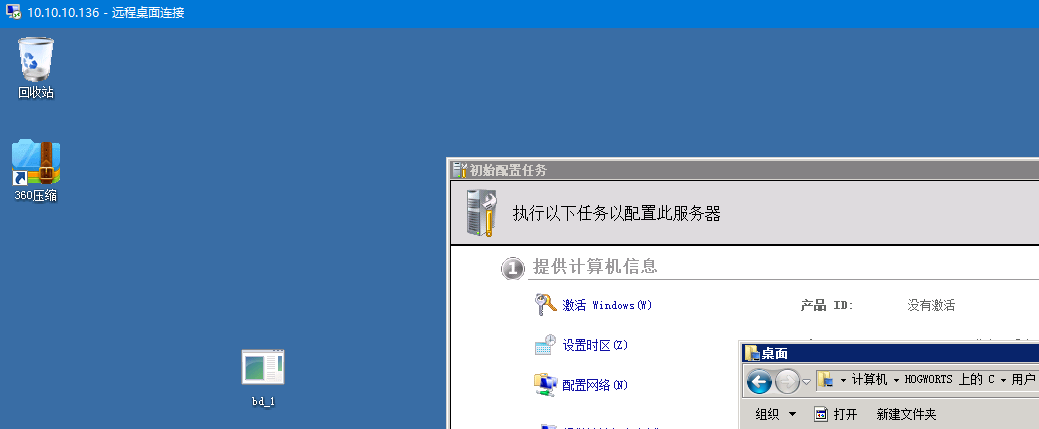 10.10.10.136 - 远程桌面连接
回收站
360压缩
初始配置任务
执行以下任务以配置此服务器
1 提供计算机信息
激活 Windows(W)
产品 ID: 没有激活
设置时区(Z)
桌面
配置网络(N)
计算机 HOGWORTS 上的 C 用户
bd_1
组织 打开 新建文件夹